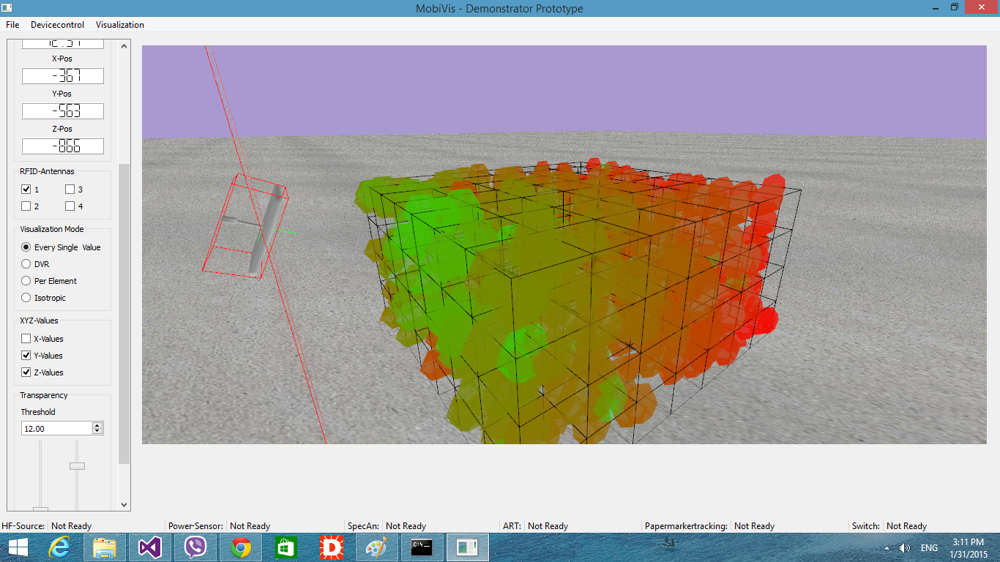 MobiVis - Demonstrator Prototype
File Devicecontrol Visualization
X-Pos
-367
Y-Pos
-563
Z-Pos
-866
RFID-Antennas
1 3
2 4
Visualization Mode
Every Single Value
DVR
Per Element
Isotropic
XYZ-Values
X-Values
Y-Values
Z-Values
Transparency
Threshold
12.00
HF-Source: Not Ready Power-Sensor: Not Ready SpecAn: Not Ready ART: Not Ready Papermarkertracking: Not Ready Switch: Not Ready
ENG
3:11 PM
1/31/2015